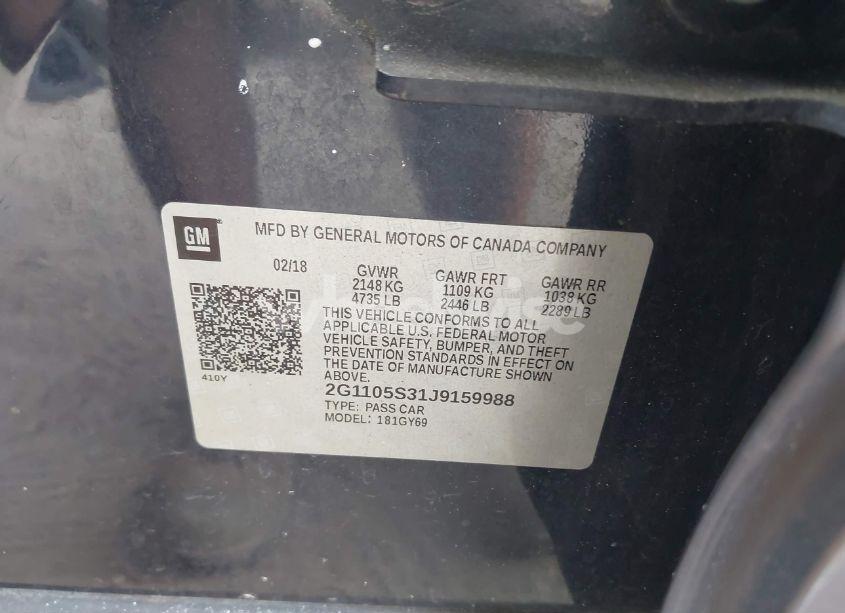 GM
MFD BY GENERAL MOTORS OF CANADA COMPANY
02/18 GVWR GAWR FRT GAWR RR
2148 KG 1109 KG 1038 KG
4735 LB 2446 LB 2289 LB
THIS VEHICLE CONFORMS TO ALL
APPLICABLE U.S. FEDERAL MOTOR
VEHICLE SAFETY, BUMPER, AND THEFT
PREVENTION STANDARDS IN EFFECT ON
THE DATE OF MANUFACTURE SHOWN
ABOVE.
410Y
2G1105S31J9159988
TYPE: PASS CAR
MODEL: 181GY69